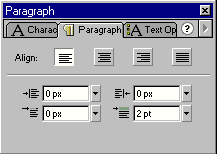 Paragraph
A Charac ¶ Paragraph A Text Op ?
Align:
0 px 0 px
0 px 2 pt